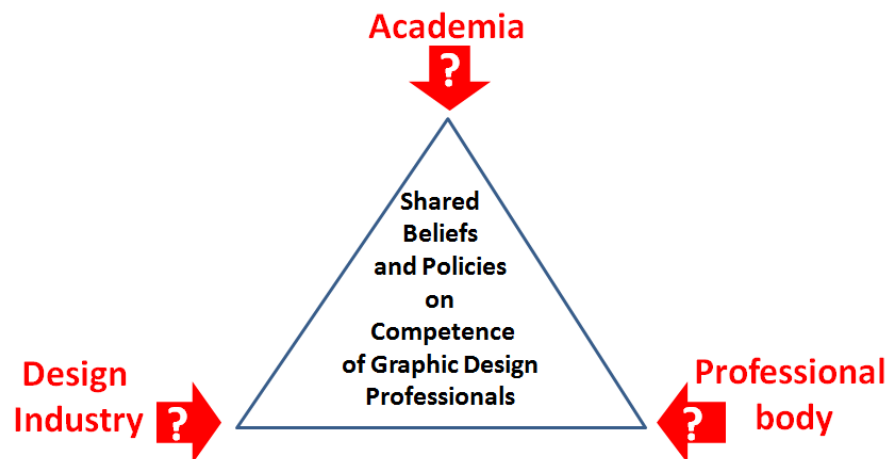 Academia
?
Shared
Beliefs
and Policies
on
Competence
of Graphic Design
Professionals
Design
Industry
?
Professional
body
?